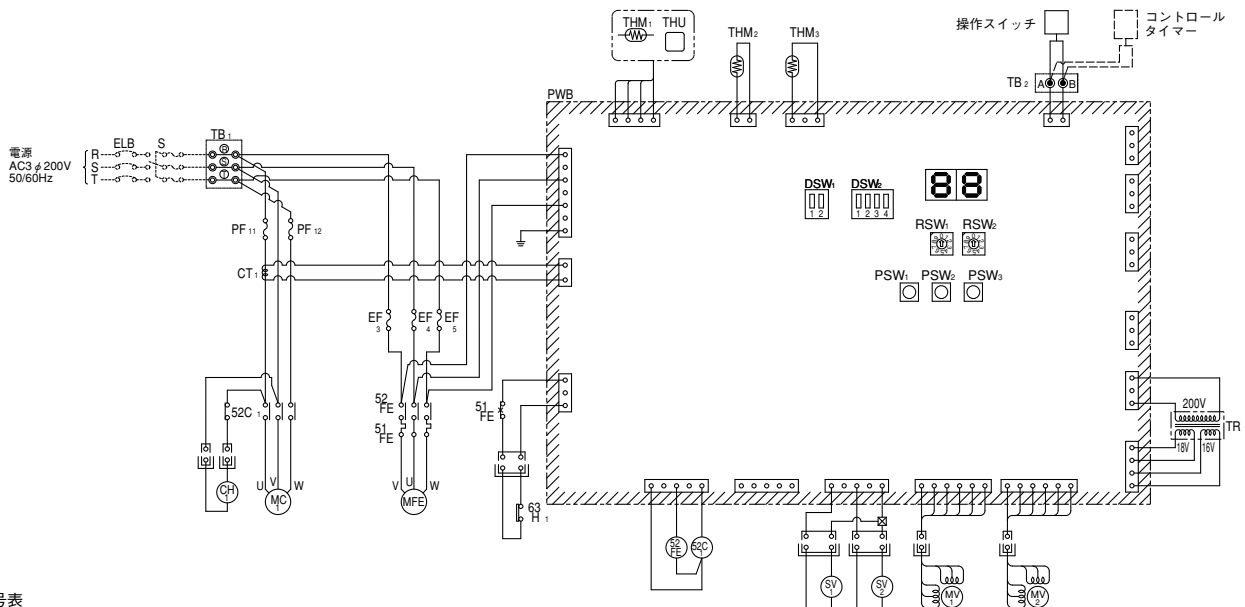 THM₁ THU
THM₂
THM₃
操作スイッチ
コントロール
タイマー
TB₂
A
B
PWB
電源
AC3φ200V
50/60Hz
R
S
T
ELB
S
TB₁
R
S
T
PF₁₁
PF₁₂
CT₁
EF₃
EF₄
EF₅
DSW₁
1 2
DSW₂
1 2 3 4
88
RSW₁
RSW₂
PSW₁
PSW₂
PSW₃
52C₁
52FE
51FE
51FE
200V
18V
16V
TR
U
V
W
CH1
MC1
V
U
W
MFE
63H₁
52FE
52C1
SV1
SV2
MV1
MV2
号表